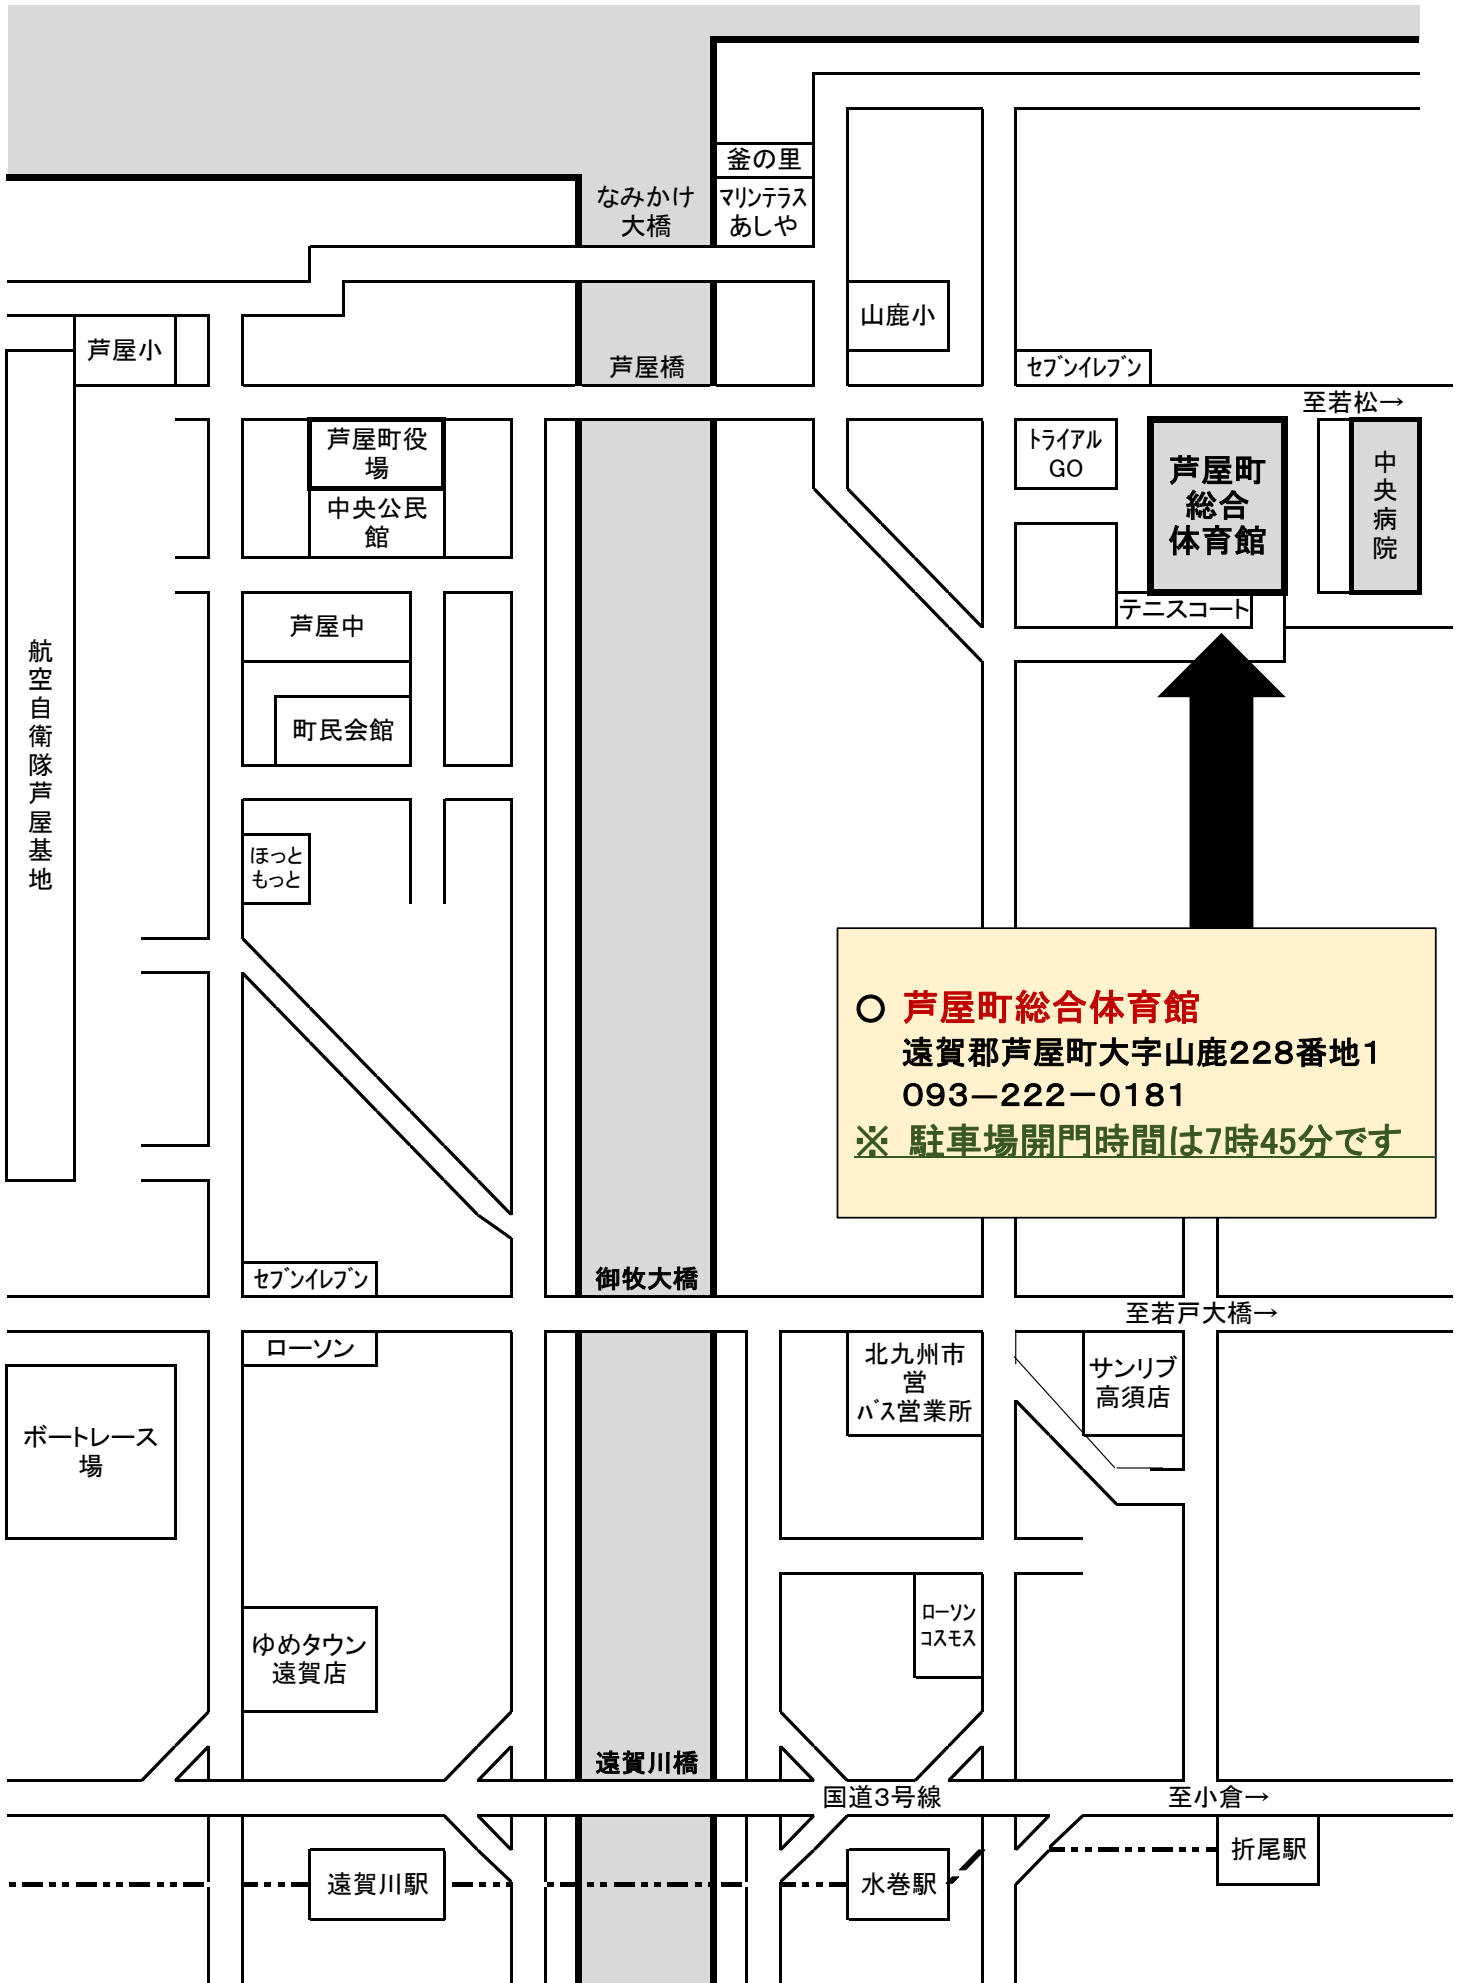 釜の里
なみかけ
大橋
マリンテラス
あしや
山鹿小
芦屋小
芦屋橋
セブンイレブン
至若松→
芦屋町役
場
中央公民
館
トライアル
GO
芦屋町
総合
体育館
中央病院
テニスコート
芦屋中
町民会館
航空自衛隊芦屋基地
ほっと
もっと
○ 芦屋町総合体育館
遠賀郡芦屋町大字山鹿228番地1
093―222－0181
※ 駐車場開門時間は7時45分です
セブンイレブン
御牧大橋
至若戸大橋→
ローソン
北九州市
営
バス営業所
サンリブ
高須店
ボートレース
場
ローソン
コスモス
ゆめタウン
遠賀店
遠賀川橋
国道3号線
至小倉→
遠賀川駅
水巻駅
折尾駅